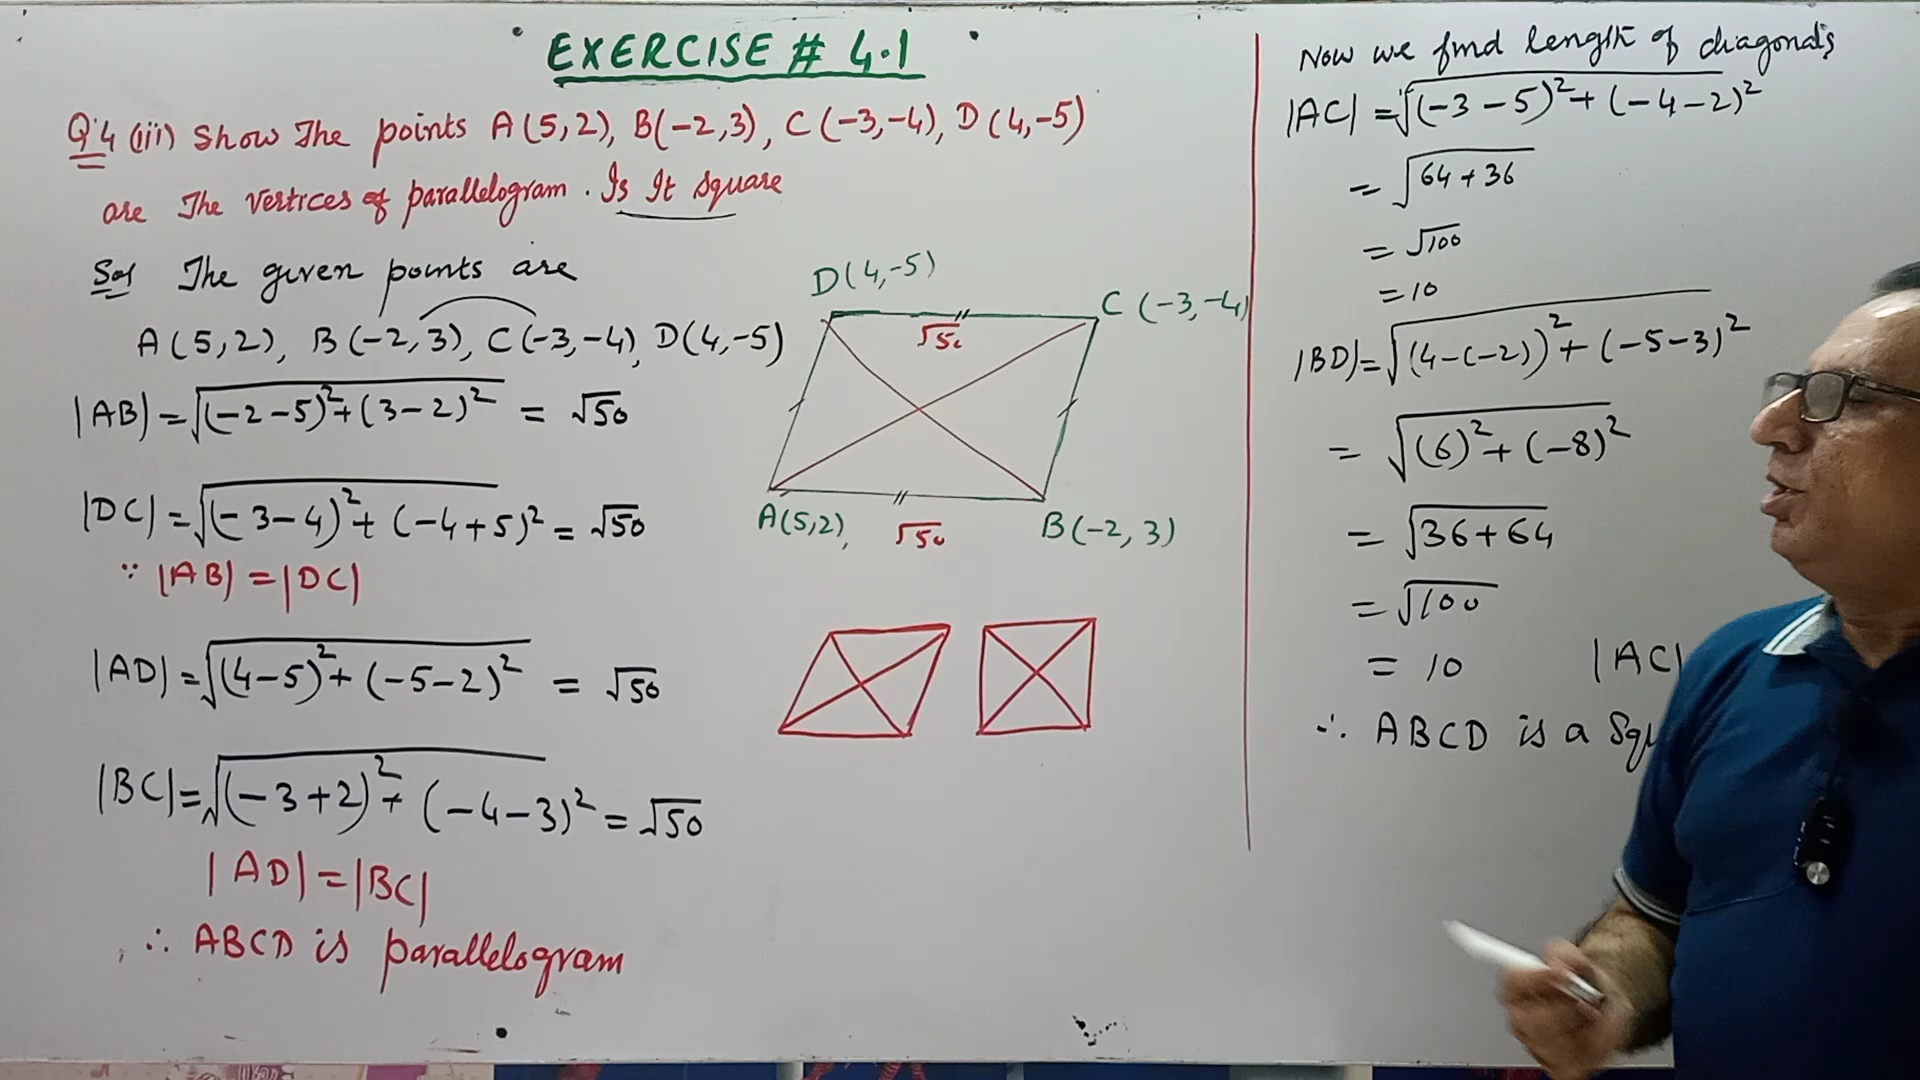 EXERCISE # 4.1
Q.4 (iii) Show The points A(5,2), B(-2,3), C(-3,-4), D(4,-5)
are The vertices of parallelogram. Is It square
Sol The given points are
A(5,2), B(-2,3), C(-3,-4), D(4,-5)
|AB| = √(-2-5)²+(3-2)² = √50
|DC| = √(-3-4)²+(-4+5)² = √50
∵ |AB| = |DC|
|AD| = √(4-5)²+(-5-2)² = √50
|BC| = √(-3+2)²+(-4-3)² = √50
|AD| = |BC|
∴ ABCD is parallelogram
D(4,-5)
C(-3,-4)
√50
A(5,2),
√50
B(-2,3)
Now we find length of diagonals
|AC| = √(-3-5)²+(-4-2)²
= √64+36
= √100
= 10
|BD| = √(4-(-2))²+(-5-3)²
= √(6)²+(-8)²
= √36+64
= √100
= 10 |AC|
∴ ABCD is a Squ